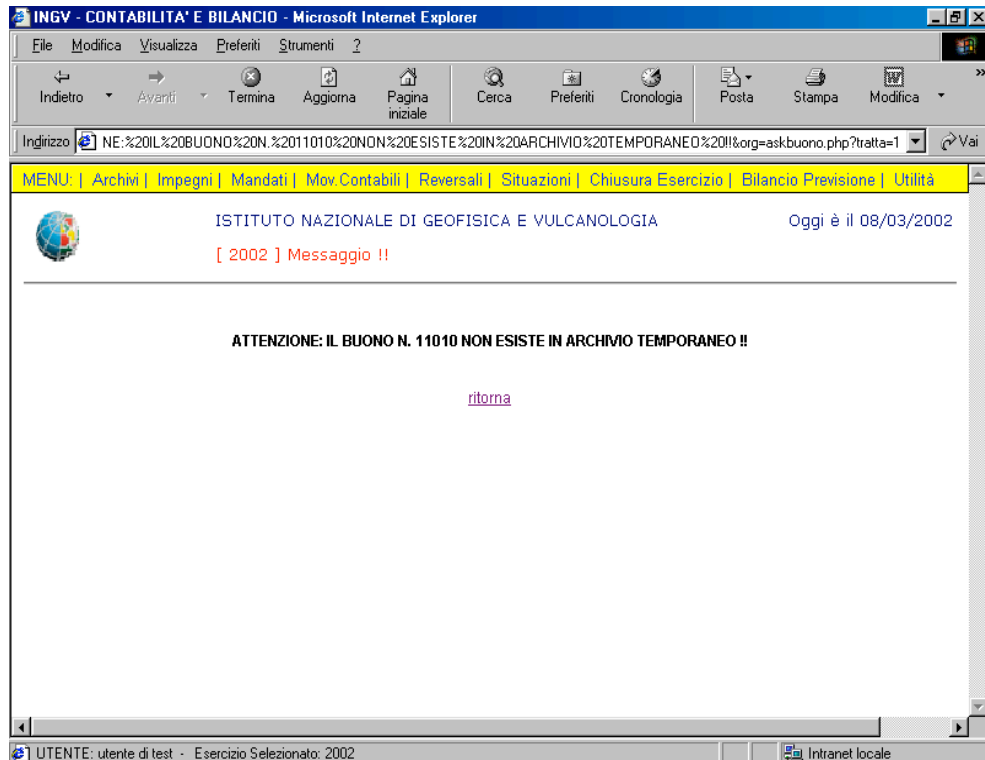 INGV - CONTABILITA' E BILANCIO - Microsoft Internet Explorer
File Modifica Visualizza Preferiti Strumenti ?
Indietro Avanti Termina Aggiorna Pagina iniziale Cerca Preferiti Cronologia Posta Stampa Modifica »
Indirizzo NE:%20IL%20BUONO%20N.%2011010%20NON%20ESISTE%20IN%20ARCHIVIO%20TEMPORANEO%20!!&org=askbuono.php?tratta=1 Vai
MENU: | Archivi | Impegni | Mandati | Mov.Contabili | Reversali | Situazioni | Chiusura Esercizio | Bilancio Previsione | Utilità
ISTITUTO NAZIONALE DI GEOFISICA E VULCANOLOGIA Oggi è il 08/03/2002
[ 2002 ] Messaggio !!
ATTENZIONE: IL BUONO N. 11010 NON ESISTE IN ARCHIVIO TEMPORANEO !!
ritorna
UTENTE: utente di test - Esercizio Selezionato: 2002 Intranet locale